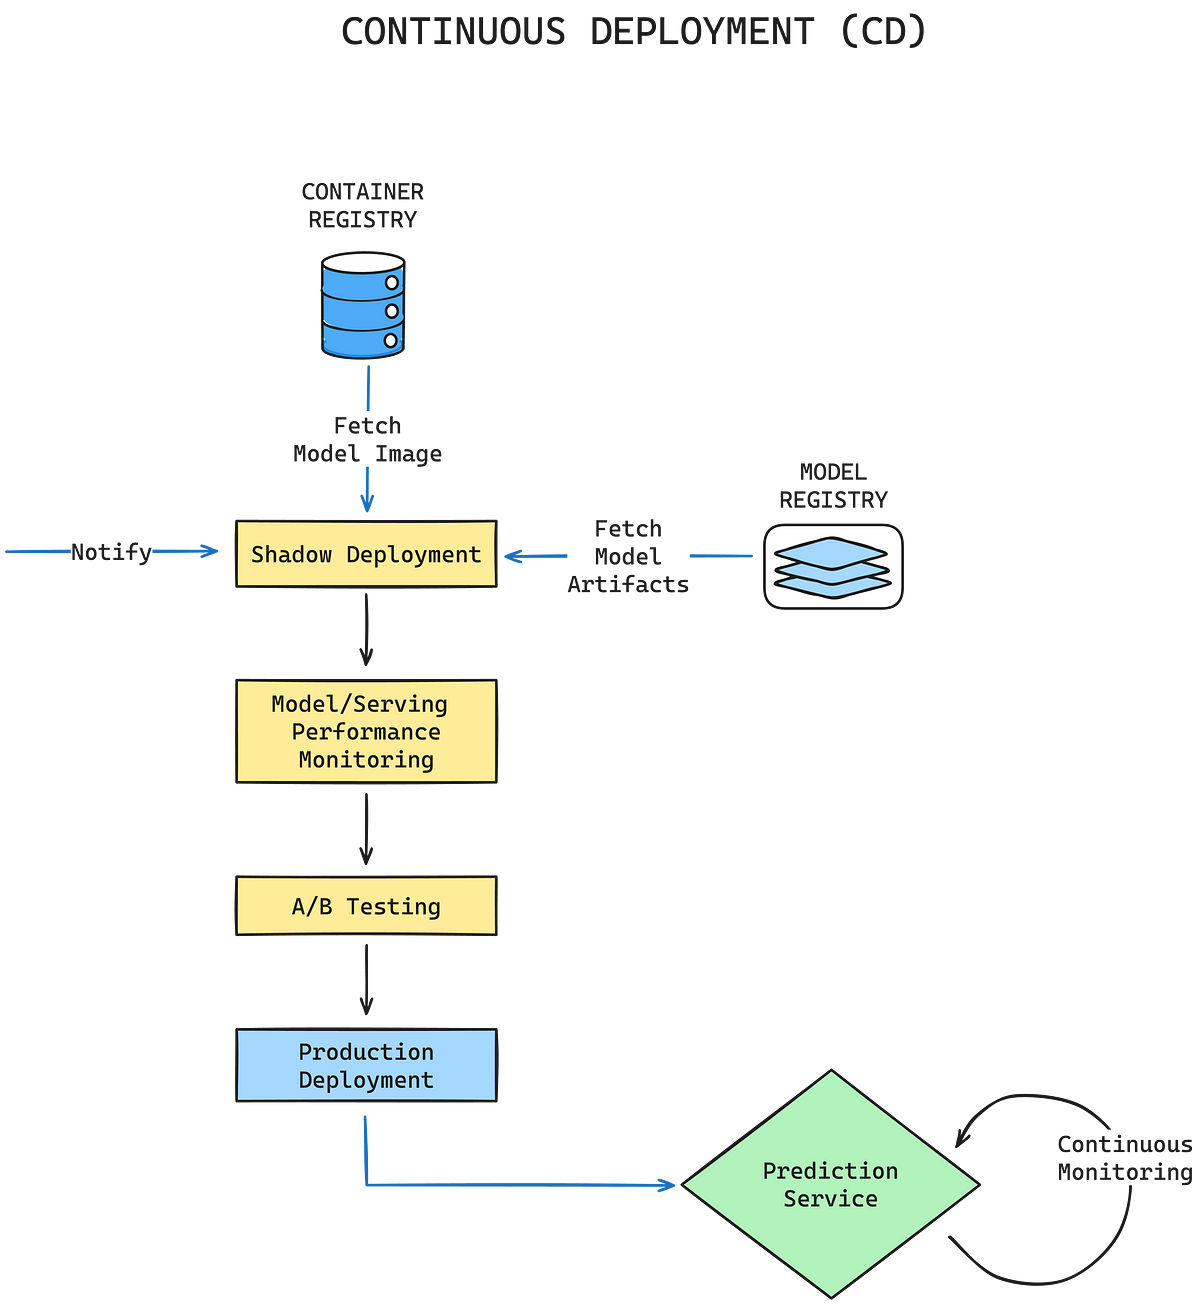 CONTINUOUS DEPLOYMENT (CD)
CONTAINER
REGISTRY
Fetch
Model Image
MODEL
REGISTRY
Notify
Shadow Deployment
Fetch
Model
Artifacts
Model/Serving
Performance
Monitoring
A/B Testing
Production
Deployment
Prediction
Service
Continuous
Monitoring